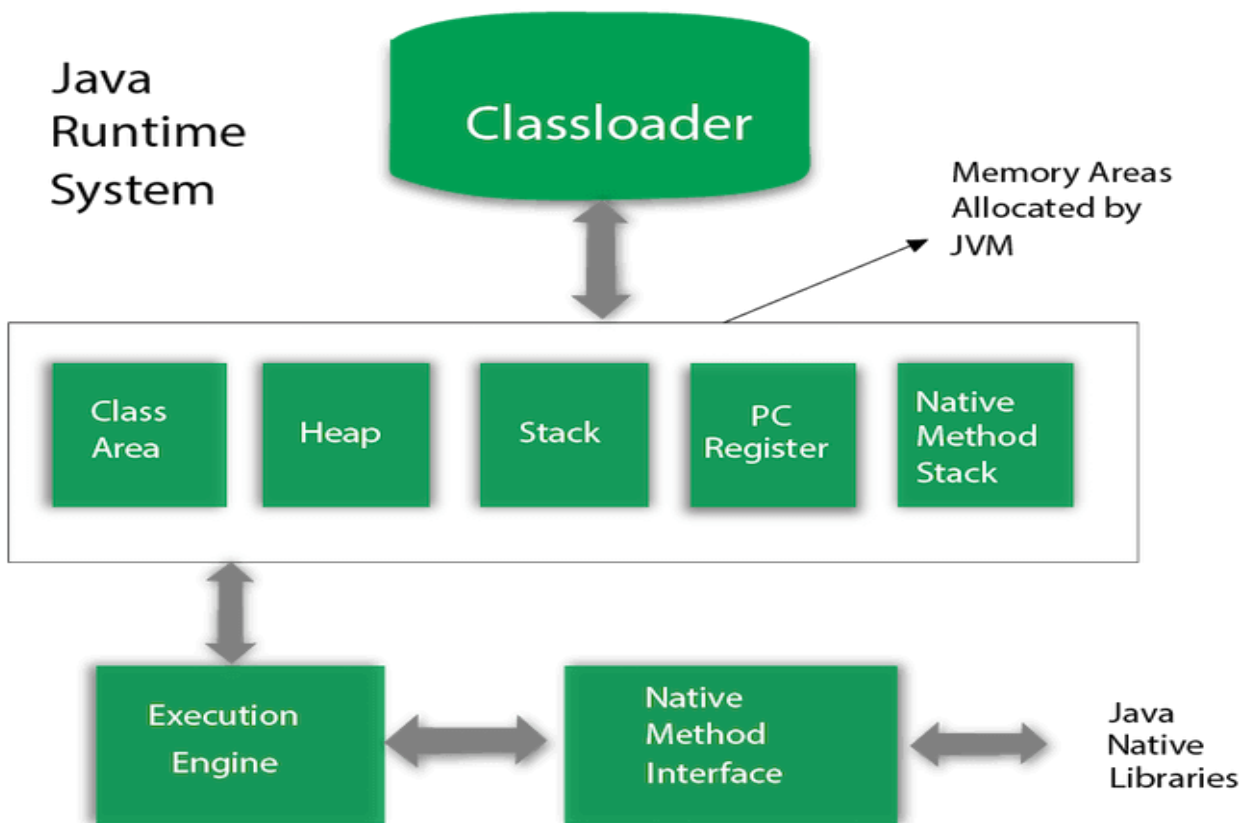 Java
Runtime
System
Classloader
Memory Areas
Allocated by
JVM
Class
Area
Heap
Stack
PC
Register
Native
Method
Stack
Execution
Engine
Native
Method
Interface
Java
Native
Libraries